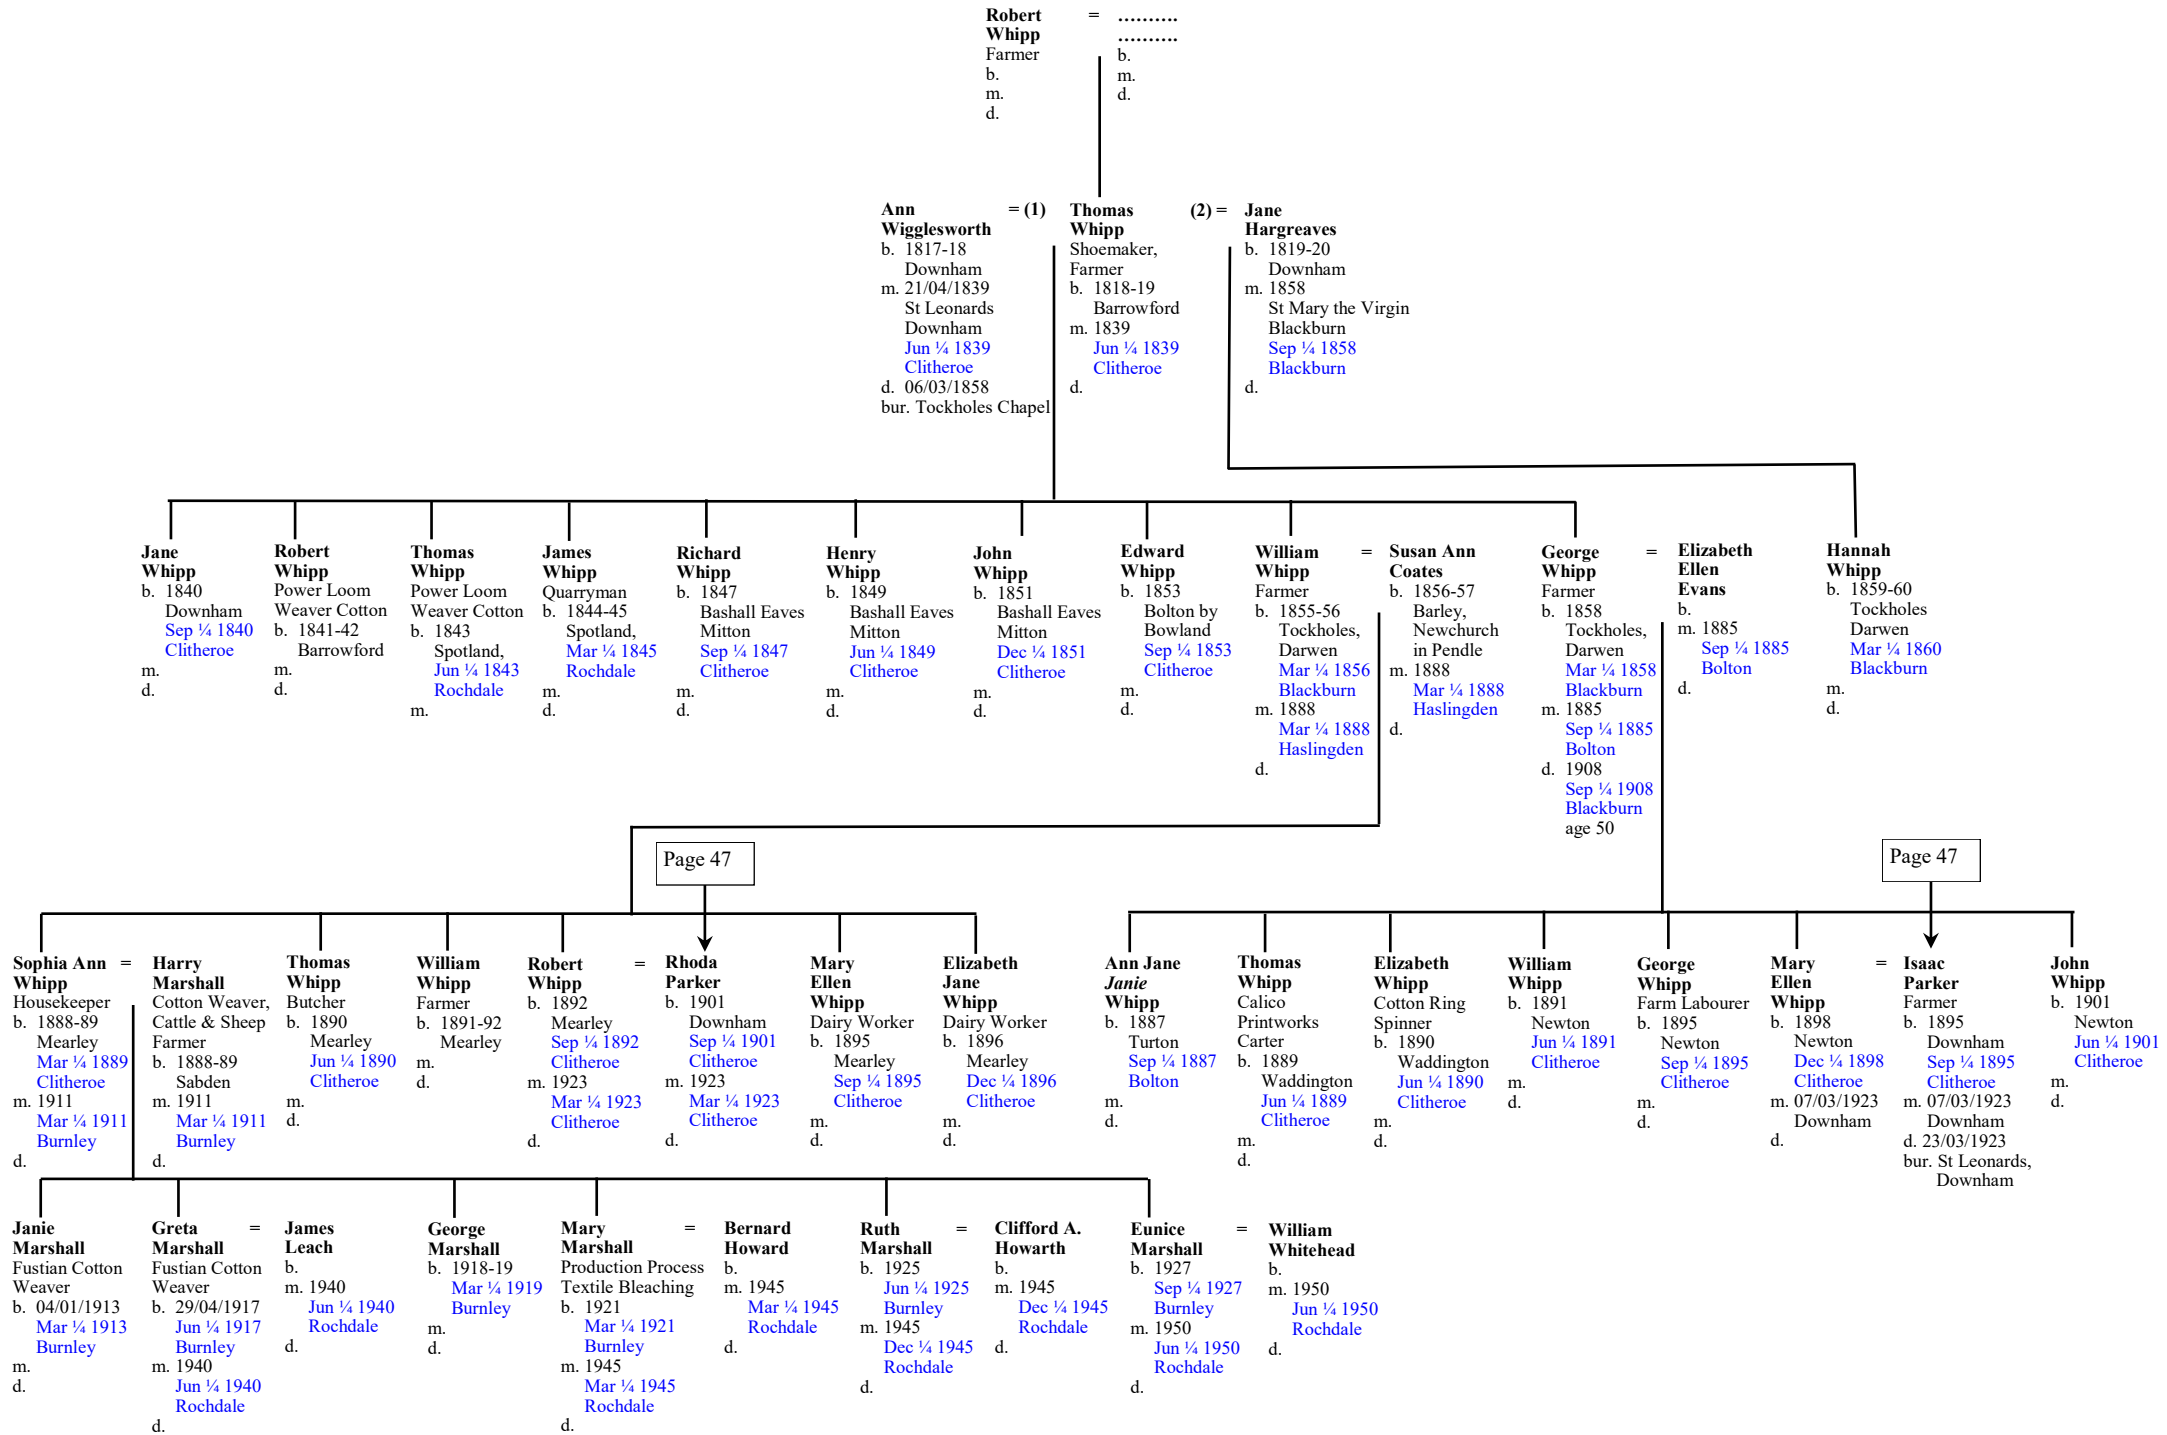 Robert = ……….
Whipp ……….
Farmer b.
b. m.
m. d.
d.
Ann = (1)
Wigglesworth
b. 1817-18
Downham
m. 21/04/1839
St Leonards
Downham
Jun ¼ 1839
Clitheroe
d. 06/03/1858
bur. Tockholes Chapel
Thomas (2) =
Whipp
Shoemaker,
Farmer
b. 1818-19
Barrowford
m. 1839
Jun ¼ 1839
Clitheroe
d.
Jane
Hargreaves
b. 1819-20
Downham
m. 1858
St Mary the Virgin
Blackburn
Sep ¼ 1858
Blackburn
d.
Jane
Whipp
b. 1840
Downham
Sep ¼ 1840
Clitheroe
m.
d.
Robert
Whipp
Power Loom
Weaver Cotton
b. 1841-42
Barrowford
m.
d.
Thomas
Whipp
Power Loom
Weaver Cotton
b. 1843
Spotland,
Jun ¼ 1843
Rochdale
m.
James
Whipp
Quarryman
b. 1844-45
Spotland,
Mar ¼ 1845
Rochdale
m.
d.
Richard
Whipp
b. 1847
Bashall Eaves
Mitton
Sep ¼ 1847
Clitheroe
m.
d.
Henry
Whipp
b. 1849
Bashall Eaves
Mitton
Jun ¼ 1849
Clitheroe
m.
d.
John
Whipp
b. 1851
Bashall Eaves
Mitton
Dec ¼ 1851
Clitheroe
m.
d.
Edward
Whipp
b. 1853
Bolton by
Bowland
Sep ¼ 1853
Clitheroe
m.
d.
William =
Whipp
Farmer
b. 1855-56
Tockholes,
Darwen
Mar ¼ 1856
Blackburn
m. 1888
Mar ¼ 1888
Haslingden
d.
Susan Ann
Coates
b. 1856-57
Barley,
Newchurch
in Pendle
m. 1888
Mar ¼ 1888
Haslingden
d.
George =
Whipp
Farmer
b. 1858
Tockholes,
Darwen
Mar ¼ 1858
Blackburn
m. 1885
Sep ¼ 1885
Bolton
d. 1908
Sep ¼ 1908
Blackburn
age 50
Elizabeth
Ellen
Evans
b.
m. 1885
Sep ¼ 1885
Bolton
d.
Hannah
Whipp
b. 1859-60
Tockholes
Darwen
Mar ¼ 1860
Blackburn
m.
d.
Page 47
Page 47
Sophia Ann =
Whipp
Housekeeper
b. 1888-89
Mearley
Mar ¼ 1889
Clitheroe
m. 1911
Mar ¼ 1911
Burnley
d.
Harry
Marshall
Cotton Weaver,
Cattle & Sheep
Farmer
b. 1888-89
Sabden
m. 1911
Mar ¼ 1911
Burnley
d.
Thomas
Whipp
Butcher
b. 1890
Mearley
Jun ¼ 1890
Clitheroe
m.
d.
William
Whipp
Farmer
b. 1891-92
Mearley
m.
d.
Robert =
Whipp
b. 1892
Mearley
Sep ¼ 1892
Clitheroe
m. 1923
Mar ¼ 1923
Clitheroe
d.
Rhoda
Parker
b. 1901
Downham
Sep ¼ 1901
Clitheroe
m. 1923
Mar ¼ 1923
Clitheroe
d.
Mary
Ellen
Whipp
Dairy Worker
b. 1895
Mearley
Sep ¼ 1895
Clitheroe
m.
d.
Elizabeth
Jane
Whipp
Dairy Worker
b. 1896
Mearley
Dec ¼ 1896
Clitheroe
m.
d.
Ann Jane
Janie
Whipp
b. 1887
Turton
Sep ¼ 1887
Bolton
m.
d.
Thomas
Whipp
Calico
Printworks
Carter
b. 1889
Waddington
Jun ¼ 1889
Clitheroe
m.
d.
Elizabeth
Whipp
Cotton Ring
Spinner
b. 1890
Waddington
Jun ¼ 1890
Clitheroe
m.
d.
William
Whipp
b. 1891
Newton
Jun ¼ 1891
Clitheroe
m.
d.
George
Whipp
Farm Labourer
b. 1895
Newton
Sep ¼ 1895
Clitheroe
m.
d.
Mary =
Ellen
Whipp
b. 1898
Newton
Dec ¼ 1898
Clitheroe
m. 07/03/1923
Downham
d.
Isaac
Parker
Farmer
b. 1895
Downham
Sep ¼ 1895
Clitheroe
m. 07/03/1923
Downham
d. 23/03/1923
bur. St Leonards,
Downham
John
Whipp
b. 1901
Newton
Jun ¼ 1901
Clitheroe
m.
d.
Janie
Marshall
Fustian Cotton
Weaver
b. 04/01/1913
Mar ¼ 1913
Burnley
m.
d.
Greta =
Marshall
Fustian Cotton
Weaver
b. 29/04/1917
Jun ¼ 1917
Burnley
m. 1940
Jun ¼ 1940
Rochdale
d.
James
Leach
b.
m. 1940
Jun ¼ 1940
Rochdale
d.
George
Marshall
b. 1918-19
Mar ¼ 1919
Burnley
m.
d.
Mary =
Marshall
Production Process
Textile Bleaching
b. 1921
Mar ¼ 1921
Burnley
m. 1945
Mar ¼ 1945
Rochdale
d.
Bernard
Howard
b.
m. 1945
Mar ¼ 1945
Rochdale
d.
Ruth =
Marshall
b. 1925
Jun ¼ 1925
Burnley
m. 1945
Dec ¼ 1945
Rochdale
d.
Clifford A.
Howarth
b.
m. 1945
Dec ¼ 1945
Rochdale
d.
Eunice =
Marshall
b. 1927
Sep ¼ 1927
Burnley
m. 1950
Jun ¼ 1950
Rochdale
d.
William
Whitehead
b.
m. 1950
Jun ¼ 1950
Rochdale
d.